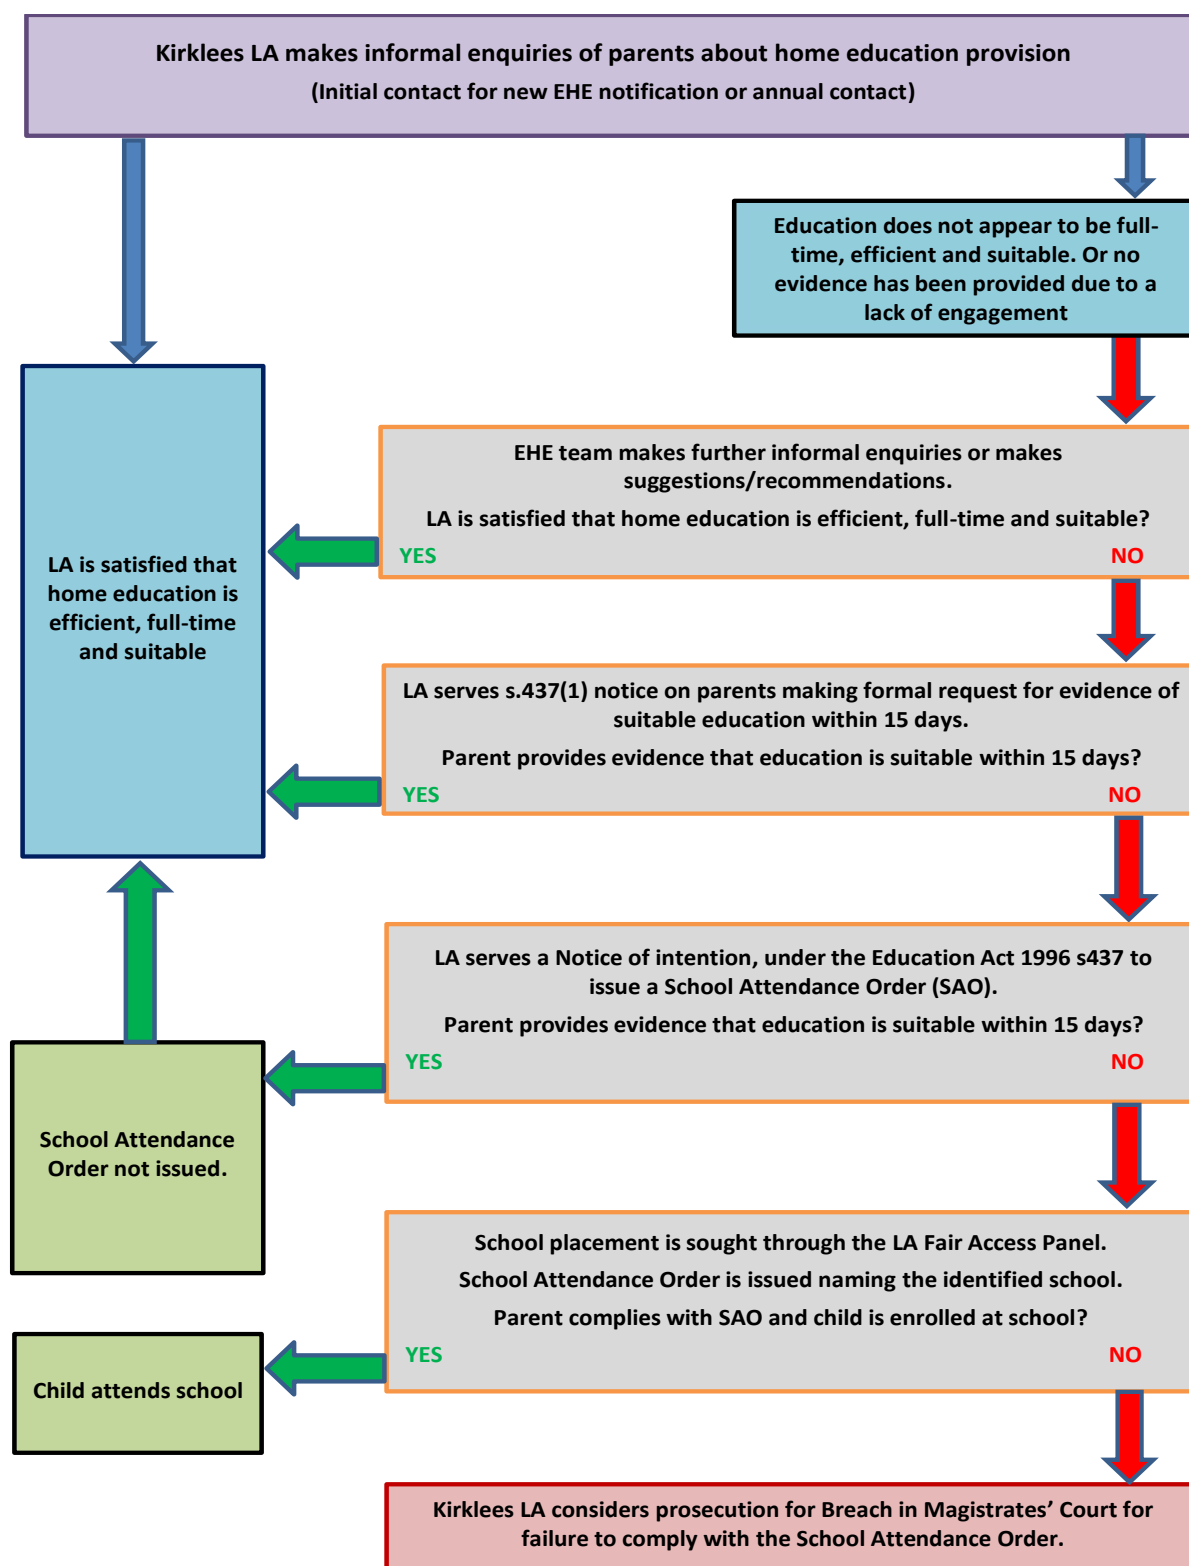 Kirklees LA makes informal enquiries of parents about home education provision
(Initial contact for new EHE notification or annual contact)
Education does not appear to be full-
time, efficient and suitable. Or no
evidence has been provided due to a
lack of engagement
EHE team makes further informal enquiries or makes
suggestions/recommendations.
LA is satisfied that home education is efficient, full-time and suitable?
YES
NO
LA is satisfied that
home education is
efficient, full-time
and suitable
LA serves s.437(1) notice on parents making formal request for evidence of
suitable education within 15 days.
Parent provides evidence that education is suitable within 15 days?
YES
NO
LA serves a Notice of intention, under the Education Act 1996 s437 to
issue a School Attendance Order (SAO).
Parent provides evidence that education is suitable within 15 days?
YES
NO
School Attendance
Order not issued.
School placement is sought through the LA Fair Access Panel.
School Attendance Order is issued naming the identified school.
Parent complies with SAO and child is enrolled at school?
YES
NO
Child attends school
Kirklees LA considers prosecution for Breach in Magistrates’ Court for
failure to comply with the School Attendance Order.